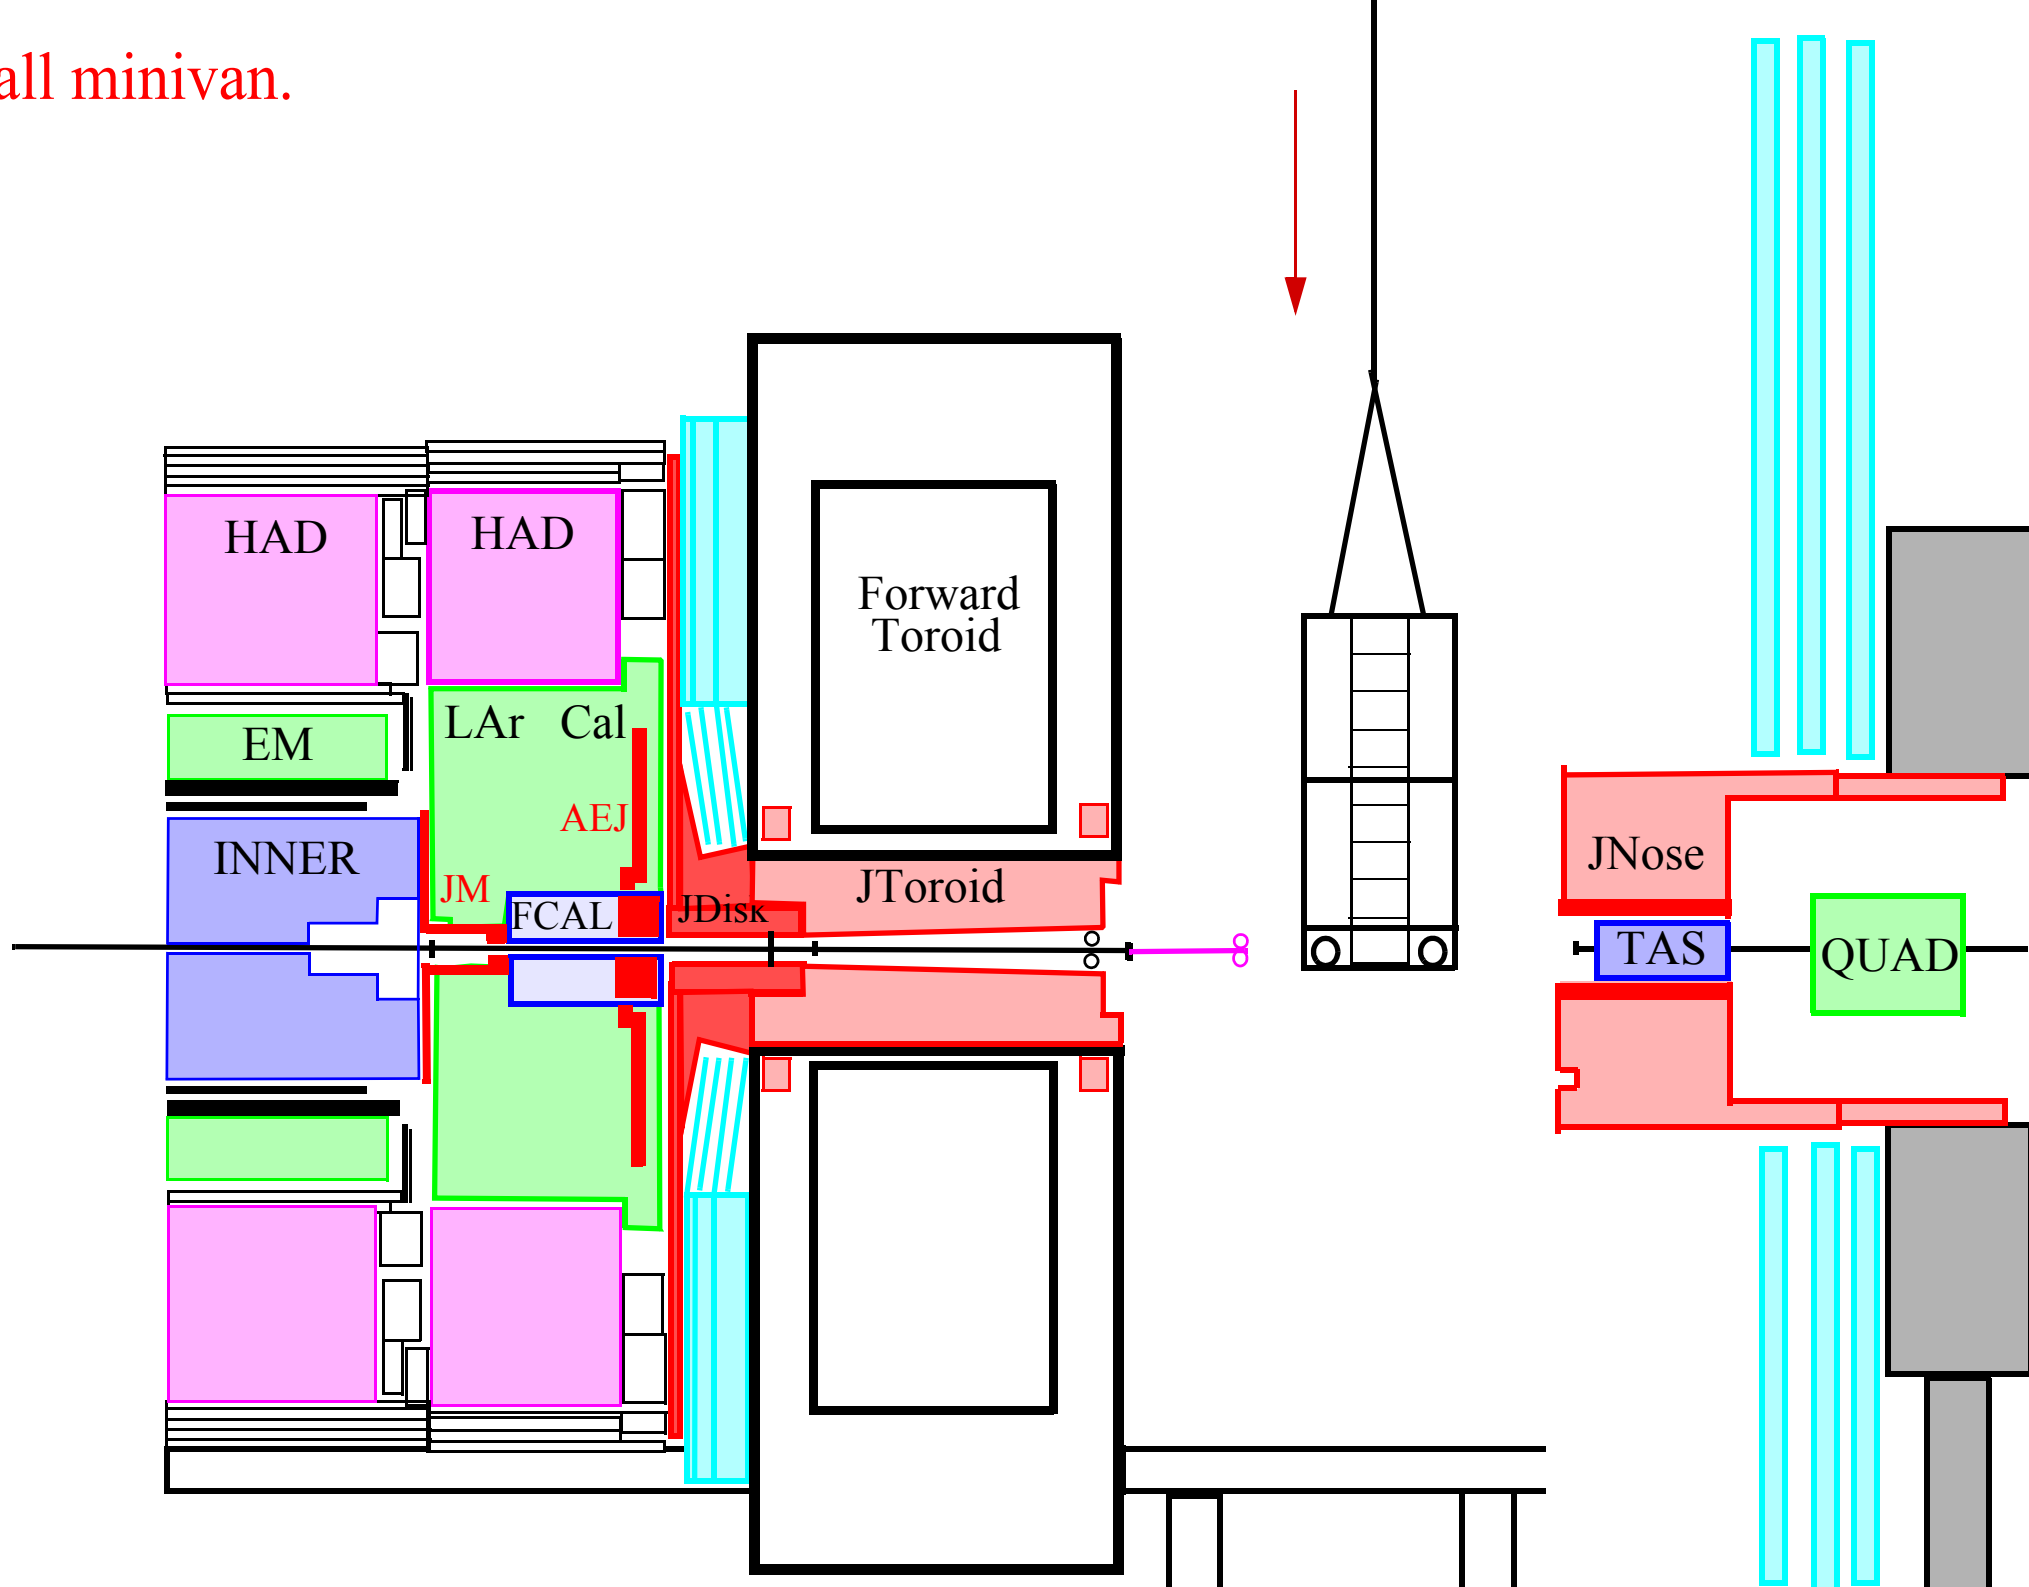 all minivan.
HAD
HAD
Forward
Toroid
LAr Cal
EM
AEJ
INNER
JM
FCAL
JDisk
JToroid
JNose
TAS
QUAD